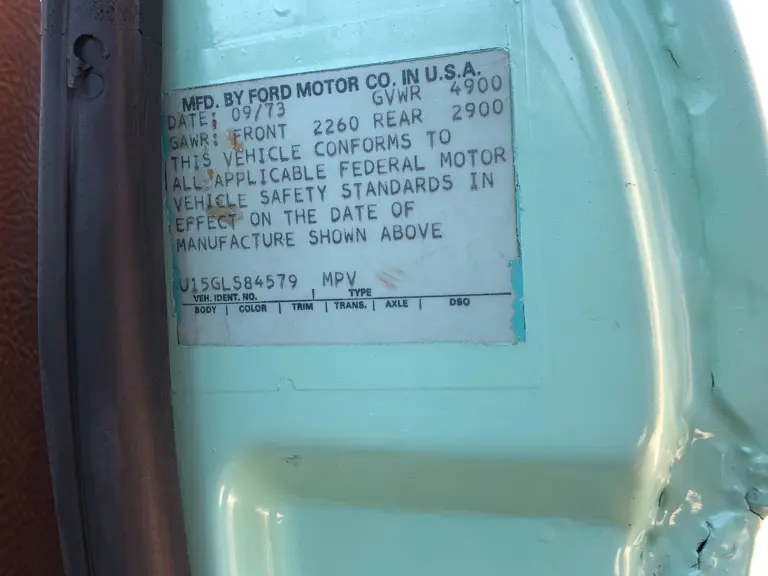 MFD. BY FORD MOTOR CO. IN U.S.A.
DATE: 09/73 GVWR 4900
GAWR: FRONT 2260 REAR 2900
THIS VEHICLE CONFORMS TO
ALL APPLICABLE FEDERAL MOTOR
VEHICLE SAFETY STANDARDS IN
EFFECT ON THE DATE OF
MANUFACTURE SHOWN ABOVE
U15GLS84579 MPV
VEH. IDENT. NO. | TYPE
BODY | COLOR | TRIM | TRANS. | AXLE | DSO